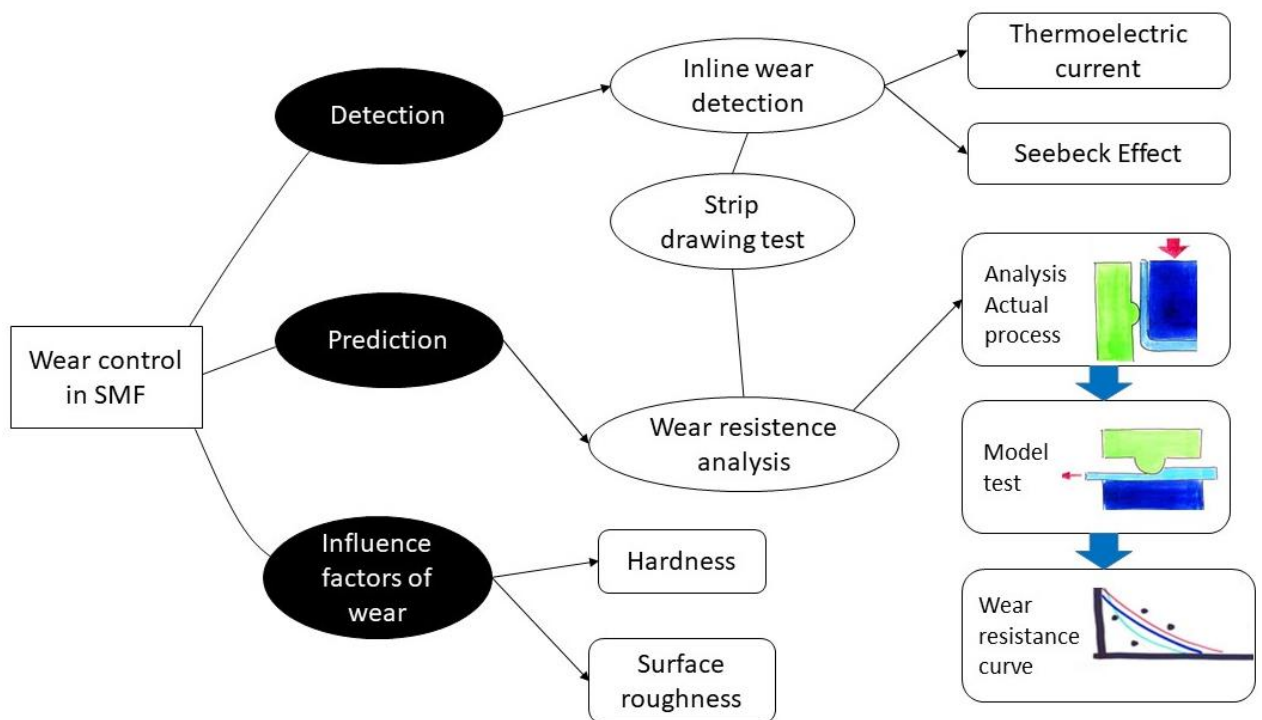 Wear control
in SMF
Detection
Inline wear
detection
Thermoelectric
current
Seebeck Effect
Strip
drawing test
Prediction
Wear resistence
analysis
Analysis
Actual
process
Model
test
Wear
resistance
curve
Influence
factors of
wear
Hardness
Surface
roughness